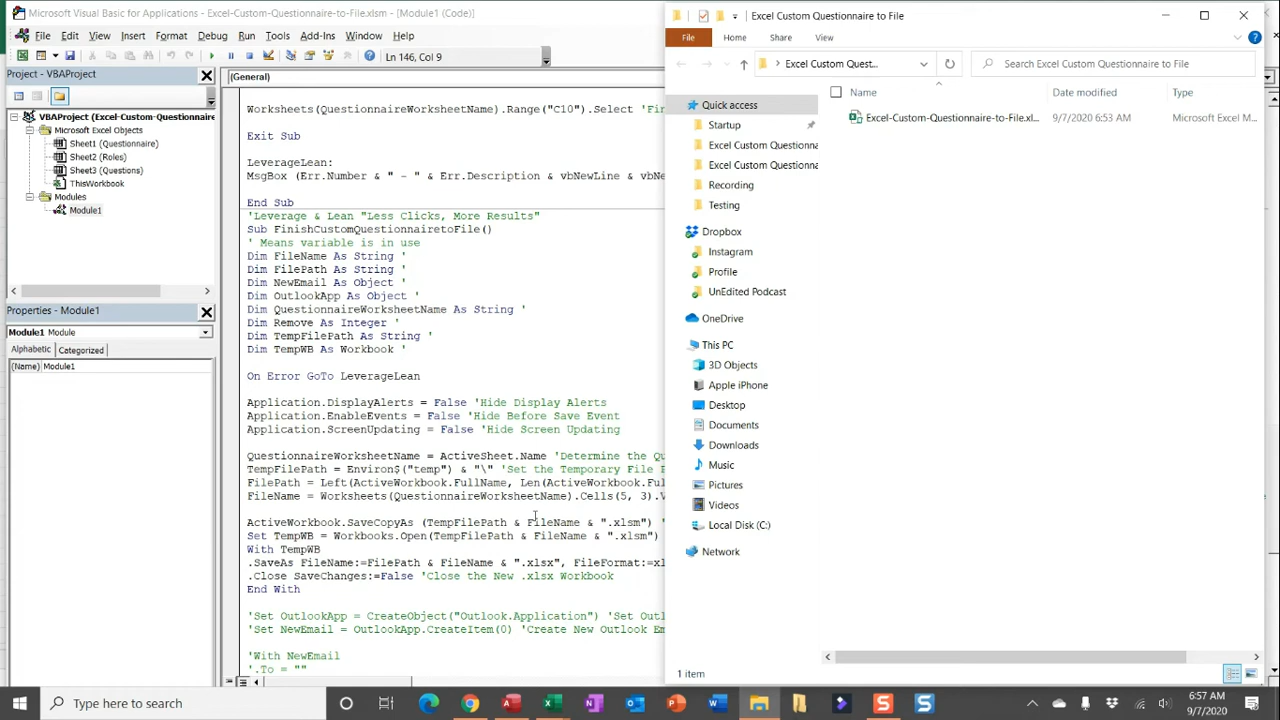 Microsoft Visual Basic for Applications - Excel-Custom-Questionnaire-to-File.xlsm - [Module1 (Code)]
File Edit View Insert Format Debug Run Tools Add-Ins Window Help
Ln 146, Col 9
Project - VBAProject
VBAProject (Excel-Custom-Questionnaire
Microsoft Excel Objects
Sheet1 (Questionnaire)
Sheet2 (Roles)
Sheet3 (Questions)
ThisWorkbook
Modules
Module1
Properties - Module1
Module1 Module
Alphabetic Categorized
(Name) Module1
(General)
Worksheets(QuestionnaireWorksheetName).Range("C10").Select 'Fin
Exit Sub
LeverageLean:
MsgBox (Err.Number & " - " & Err.Description & vbNewLine & vbNe
End Sub
'Leverage & Lean "Less Clicks, More Results"
Sub FinishCustomQuestionnairetoFile()
' Means variable is in use
Dim FileName As String '
Dim FilePath As String '
Dim NewEmail As Object '
Dim OutlookApp As Object '
Dim QuestionnaireWorksheetName As String '
Dim Remove As Integer '
Dim TempFilePath As String '
Dim TempWB As Workbook '
On Error GoTo LeverageLean
Application.DisplayAlerts = False 'Hide Display Alerts
Application.EnableEvents = False 'Hide Before Save Event
Application.ScreenUpdating = False 'Hide Screen Updating
QuestionnaireWorksheetName = ActiveSheet.Name 'Determine the Qu
TempFilePath = Environ$("temp") & "\" 'Set the Temporary File P
FilePath = Left(ActiveWorkbook.FullName, Len(ActiveWorkbook.Ful
FileName = Worksheets(QuestionnaireWorksheetName).Cells(5, 3).V
ActiveWorkbook.SaveCopyAs (TempFilePath & FileName & ".xlsm") '
Set TempWB = Workbooks.Open(TempFilePath & FileName & ".xlsm")
With TempWB
.SaveAs FileName:=FilePath & FileName & ".xlsx", FileFormat:=xl
.Close SaveChanges:=False 'Close the New .xlsx Workbook
End With
'Set OutlookApp = CreateObject("Outlook.Application") 'Set Out
'Set NewEmail = OutlookApp.CreateItem(0) 'Create New Outlook Em
'With NewEmail
'.To = ""
Excel Custom Questionnaire to File
File Home Share View
Excel Custom Quest...
Search Excel Custom Questionnaire to File
Name Date modified Type
Excel-Custom-Questionnaire-to-File.xl... 9/7/2020 6:53 AM Microsoft Excel M...
Quick access
Startup
Excel Custom Questionna
Excel Custom Questionna
Recording
Testing
Dropbox
Instagram
Profile
UnEdited Podcast
OneDrive
This PC
3D Objects
Apple iPhone
Desktop
Documents
Downloads
Music
Pictures
Videos
Local Disk (C:)
Network
1 item
Type here to search
6:57 AM
9/7/2020